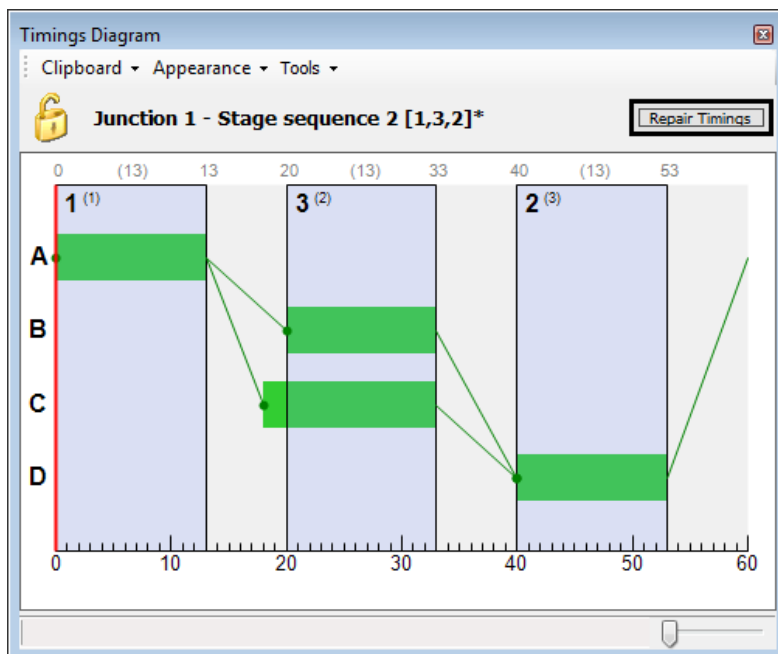 Timings Diagram
Clipboard Appearance Tools
Junction 1 - Stage sequence 2 [1,3,2]* Repair Timings
0 (13) 13 20 (13) 33 40 (13) 53
1 (1) 3 (2) 2 (3)
A
B
C
D
0 10 20 30 40 50 60